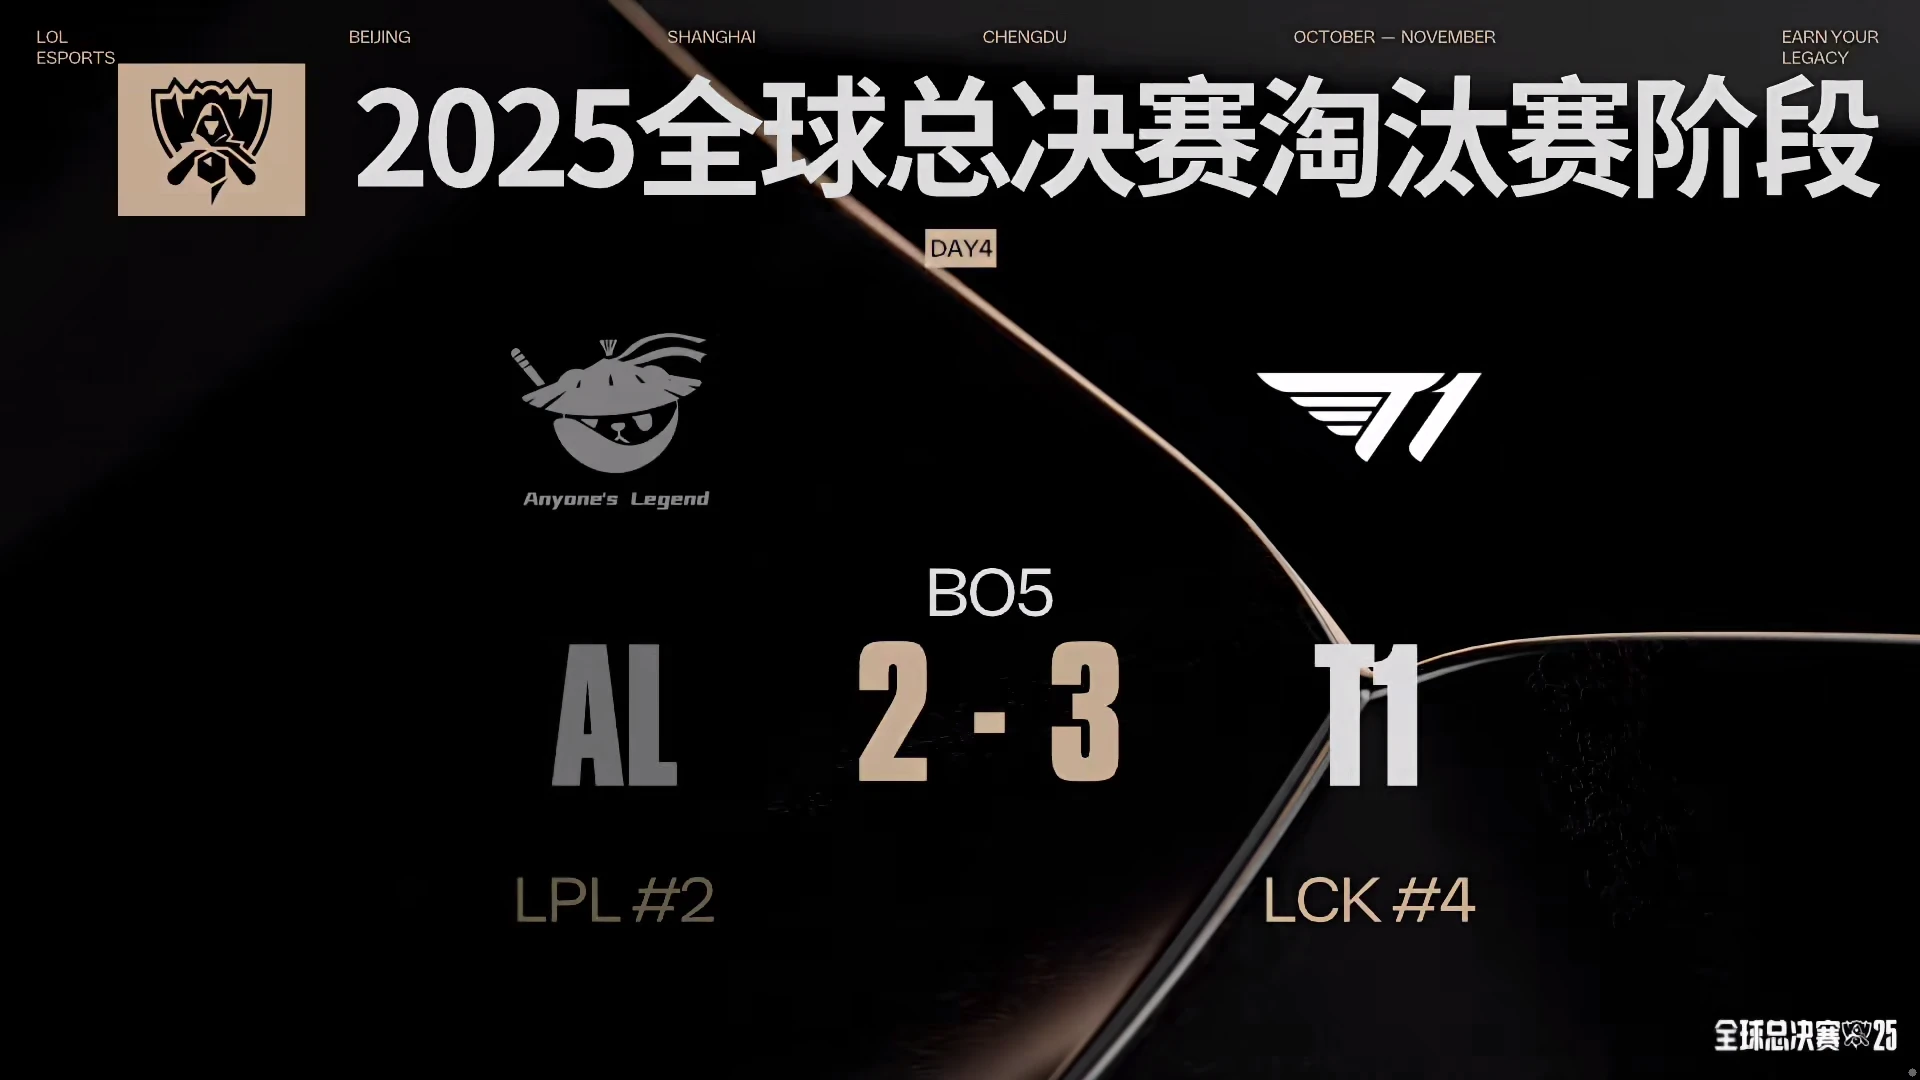 LOL
ESPORTS
BEIJING
SHANGHAI
CHENGDU
OCTOBER — NOVEMBER
EARN YOUR
LEGACY
2025全球总决赛淘汰赛阶段
DAY4
Anyone's Legend
T1
BO5
AL 2 - 3 T1
LPL #2
LCK #4
全球总决赛 25